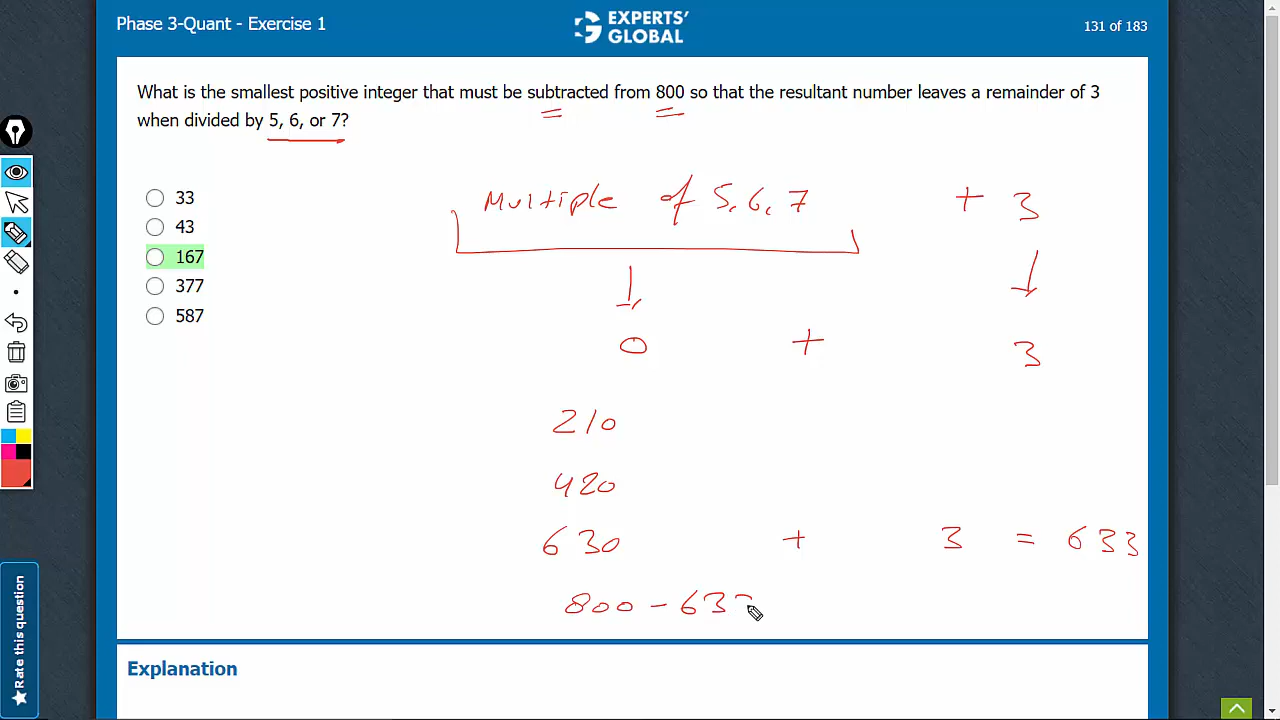 Phase 3-Quant - Exercise 1
EXPERTS'
GLOBAL
131 of 183
What is the smallest positive integer that must be subtracted from 800 so that the resultant number leaves a remainder of 3
when divided by 5, 6, or 7?
33
43
167
377
587
Multiple of 5, 6, 7 + 3
0 + 3
210
420
630 + 3 = 633
800 - 633
Rate this question
Explanation